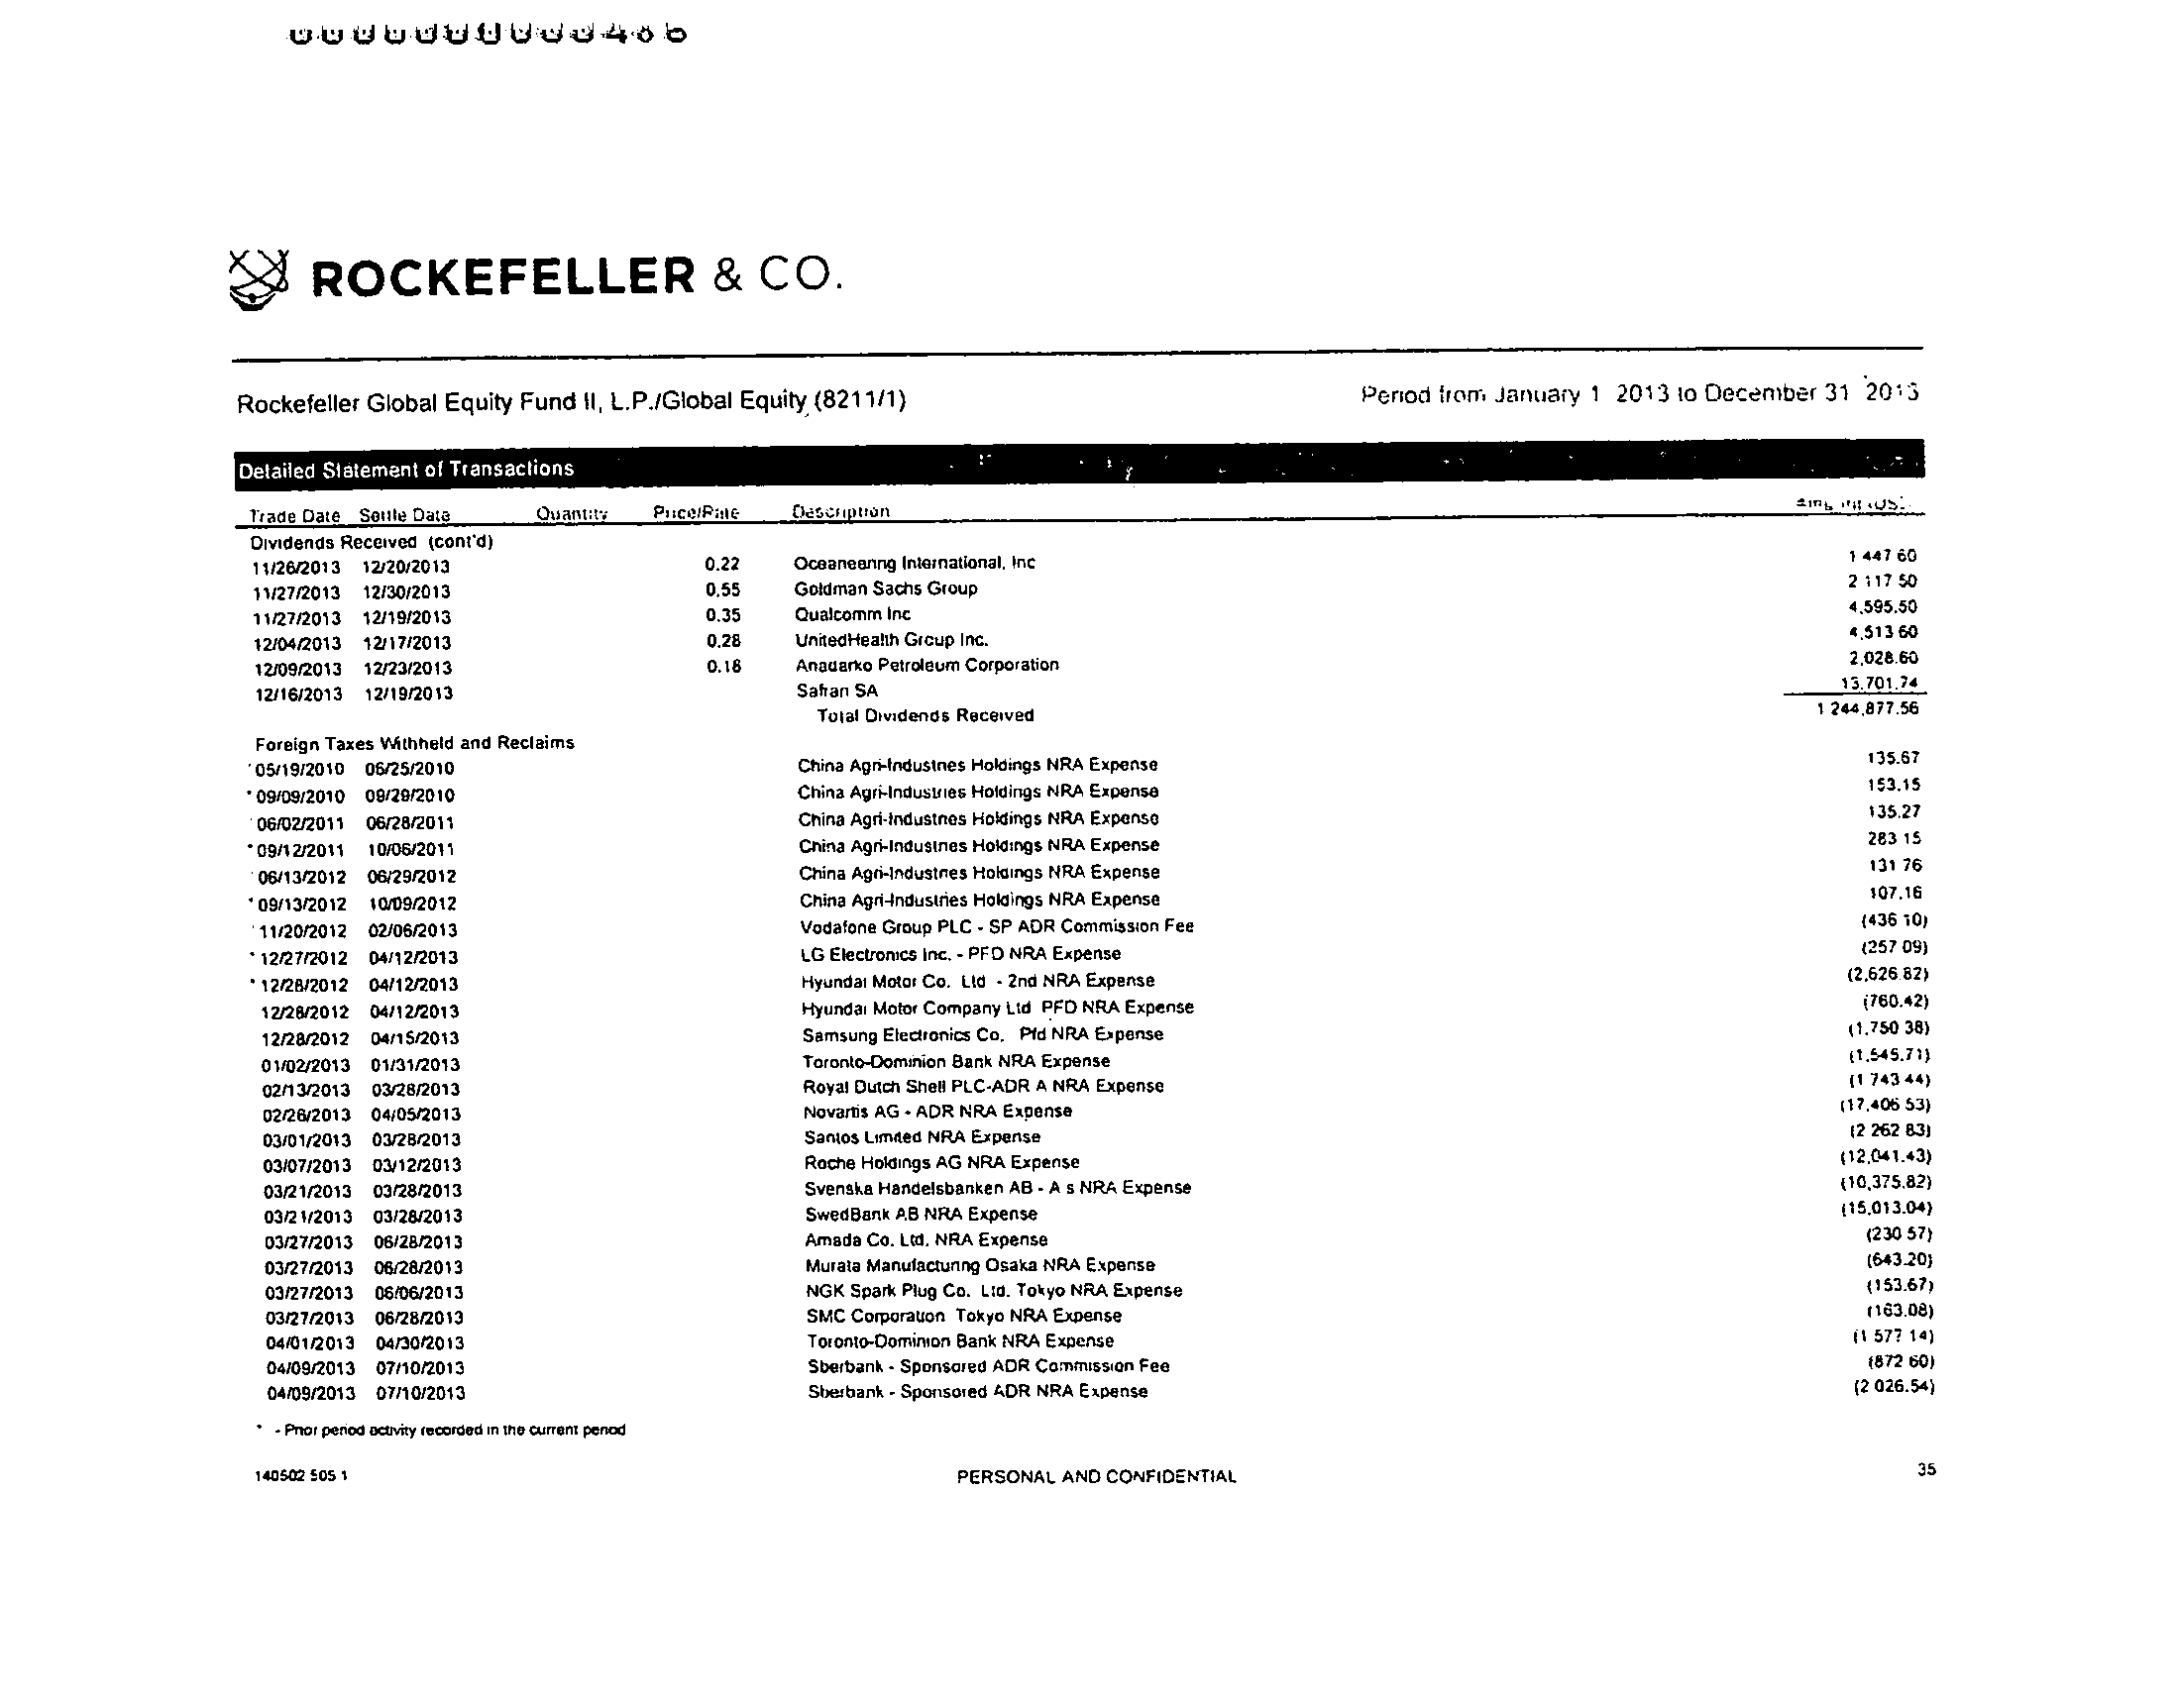 ROCKEFELLER & CO.
Rockefeller Global Equity Fund II, L.P./Global Equity (8211/1) Period from January 1 2013 to December 31 2013
Detailed Statement of Transactions
Trade Date Settle Date Quantity Price/Rate Description
Dividends Received (cont'd)
11/26/2013 12/20/2013 0.22 Oceaneering International, Inc 1 447 60
11/27/2013 12/30/2013 0.55 Goldman Sachs Group 2 117 50
11/27/2013 12/19/2013 0.35 Qualcomm Inc 4,595.50
12/04/2013 12/17/2013 0.28 UnitedHealth Group Inc. 4,513 60
12/09/2013 12/23/2013 0.18 Anadarko Petroleum Corporation 2,028.60
12/16/2013 12/19/2013 Safran SA 13,701.74
Total Dividends Received 1 244,877.56
Foreign Taxes Withheld and Reclaims
* 05/19/2010 06/25/2010 China Agri-Industries Holdings NRA Expense 135.67
* 09/09/2010 09/29/2010 China Agri-Industries Holdings NRA Expense 153.15
* 06/02/2011 06/28/2011 China Agri-Industries Holdings NRA Expense 135.27
* 09/12/2011 10/06/2011 China Agri-Industries Holdings NRA Expense 283 15
* 06/13/2012 06/29/2012 China Agri-Industries Holdings NRA Expense 131 76
* 09/13/2012 10/09/2012 China Agri-Industries Holdings NRA Expense 107.16
* 11/20/2012 02/06/2013 Vodafone Group PLC - SP ADR Commission Fee (436 10)
* 12/27/2012 04/12/2013 LG Electronics Inc. - PFD NRA Expense (257 09)
* 12/28/2012 04/12/2013 Hyundai Motor Co. Ltd - 2nd NRA Expense (2,626 82)
12/28/2012 04/12/2013 Hyundai Motor Company Ltd PFD NRA Expense (760.42)
12/28/2012 04/15/2013 Samsung Electronics Co. Pfd NRA Expense (1,750 38)
01/02/2013 01/31/2013 Toronto-Dominion Bank NRA Expense (1,545.71)
02/13/2013 03/28/2013 Royal Dutch Shell PLC-ADR A NRA Expense (1 743 44)
02/26/2013 04/05/2013 Novartis AG - ADR NRA Expense (17,406 53)
03/01/2013 03/28/2013 Santos Limited NRA Expense (2 262 83)
03/07/2013 03/12/2013 Roche Holdings AG NRA Expense (12,041.43)
03/21/2013 03/28/2013 Svenska Handelsbanken AB - A s NRA Expense (10,375.82)
03/21/2013 03/28/2013 SwedBank AB NRA Expense (15,013.04)
03/27/2013 06/28/2013 Amada Co. Ltd. NRA Expense (230 57)
03/27/2013 06/28/2013 Murata Manufacturing Osaka NRA Expense (643.20)
03/27/2013 06/06/2013 NGK Spark Plug Co. Ltd. Tokyo NRA Expense (153.67)
03/27/2013 06/28/2013 SMC Corporation Tokyo NRA Expense (163.08)
04/01/2013 04/30/2013 Toronto-Dominion Bank NRA Expense (1 577 14)
04/09/2013 07/10/2013 Sberbank - Sponsored ADR Commission Fee (872 60)
04/09/2013 07/10/2013 Sberbank - Sponsored ADR NRA Expense (2 026.54)
* - Prior period activity recorded in the current period
140502 505 1 PERSONAL AND CONFIDENTIAL 35